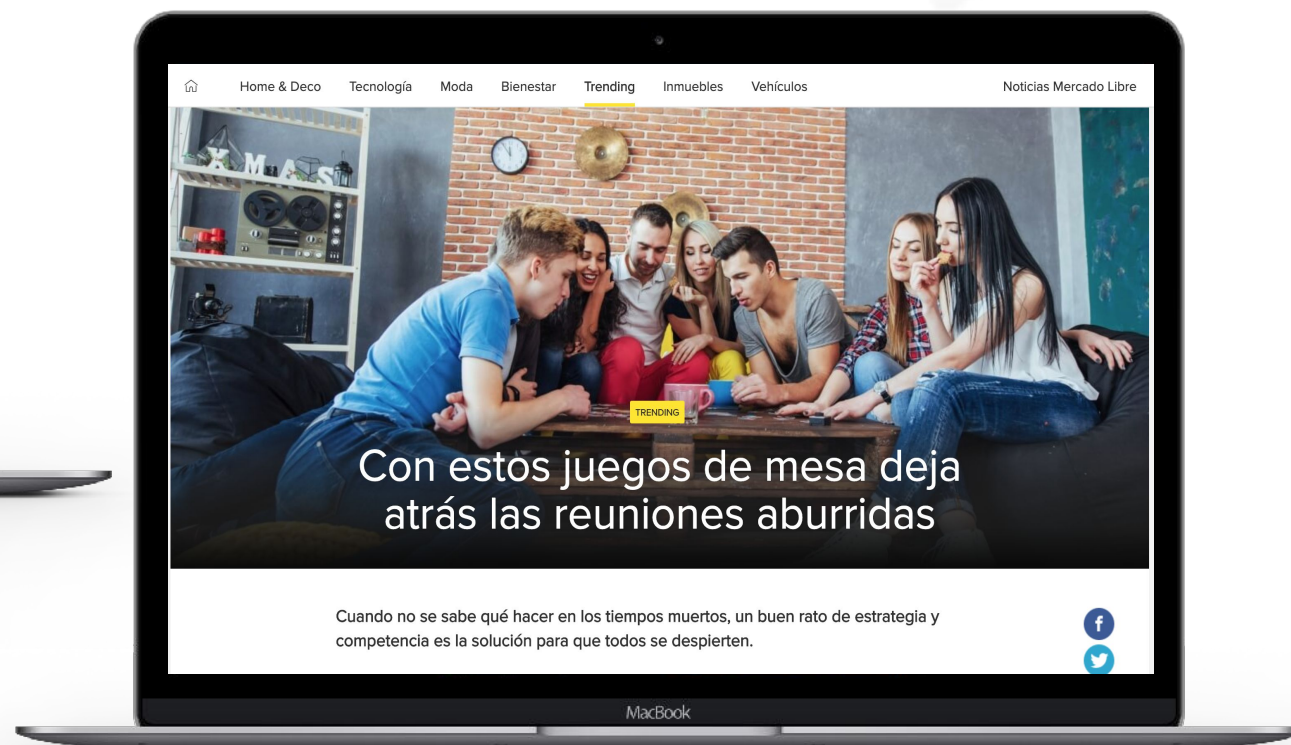 Home & Deco Tecnología Moda Bienestar Trending Inmuebles Vehículos Noticias Mercado Libre
XMAS
TRENDING
Con estos juegos de mesa deja
atrás las reuniones aburridas
Cuando no se sabe qué hacer en los tiempos muertos, un buen rato de estrategia y
competencia es la solución para que todos se despierten.
f
MacBook